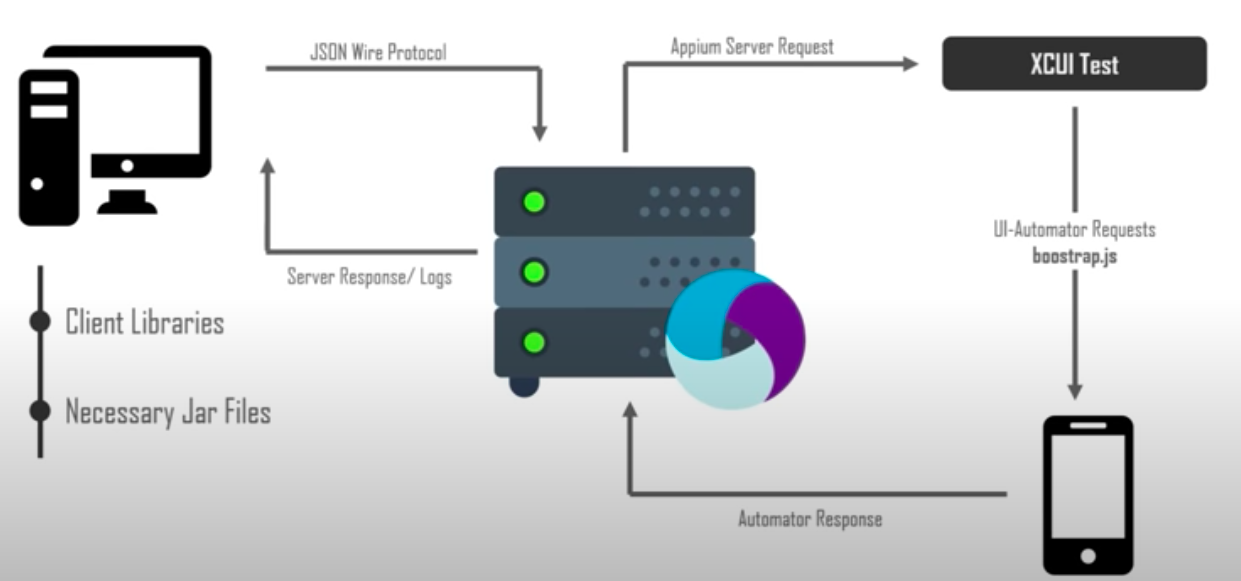 JSON Wire Protocol
Appium Server Request
XCUI Test
Server Response/ Logs
UI-Automator Requests
boostrap.js
Client Libraries
Necessary Jar Files
Automator Response